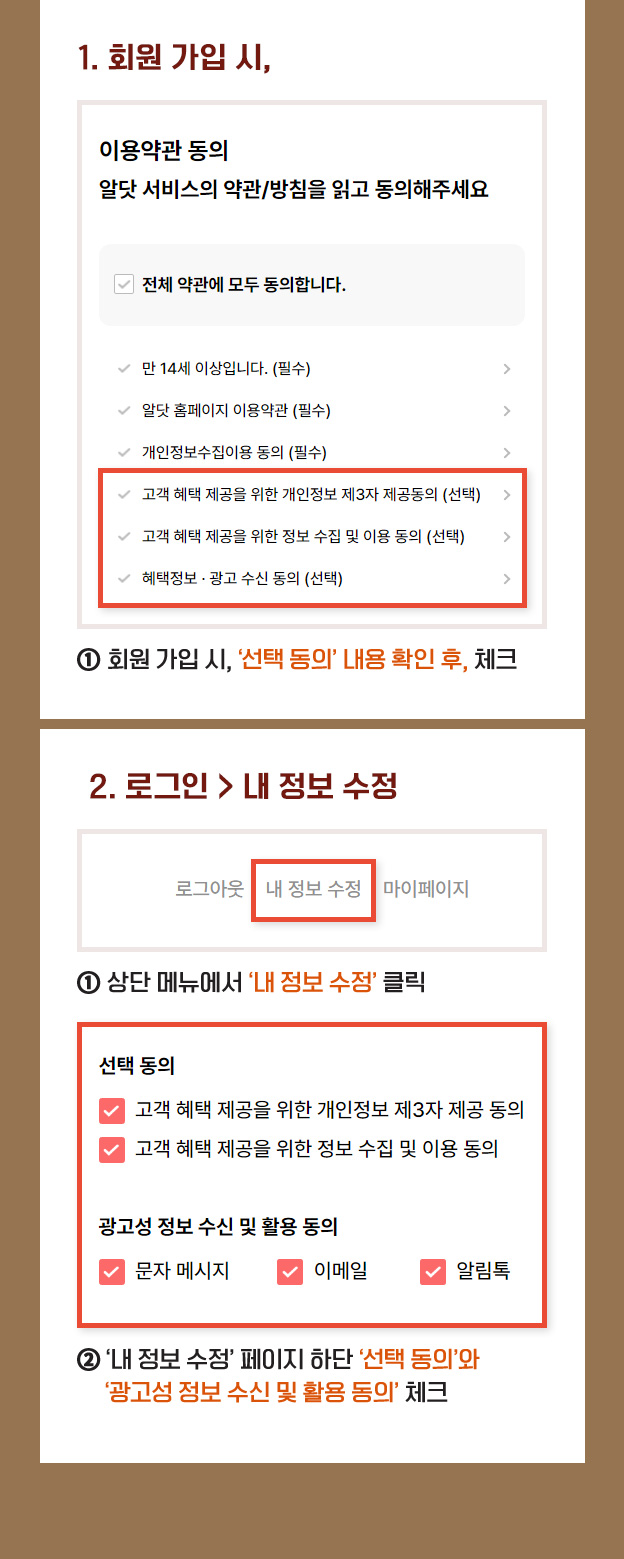 1. 회원 가입 시,
이용약관 동의
알닷 서비스의 약관/방침을 읽고 동의해주세요
전체 약관에 모두 동의합니다.
만 14세 이상입니다. (필수)
알닷 홈페이지 이용약관 (필수)
개인정보수집이용 동의 (필수)
고객 혜택 제공을 위한 개인정보 제3자 제공동의 (선택)
고객 혜택 제공을 위한 정보 수집 및 이용 동의 (선택)
혜택정보 · 광고 수신 동의 (선택)
① 회원 가입 시, ‘선택 동의’ 내용 확인 후, 체크
2. 로그인 > 내 정보 수정
로그아웃 내 정보 수정 마이페이지
① 상단 메뉴에서 ‘내 정보 수정’ 클릭
선택 동의
고객 혜택 제공을 위한 개인정보 제3자 제공 동의
고객 혜택 제공을 위한 정보 수집 및 이용 동의
광고성 정보 수신 및 활용 동의
문자 메시지 이메일 알림톡
② ‘내 정보 수정’ 페이지 하단 ‘선택 동의’와
‘광고성 정보 수신 및 활용 동의’ 체크